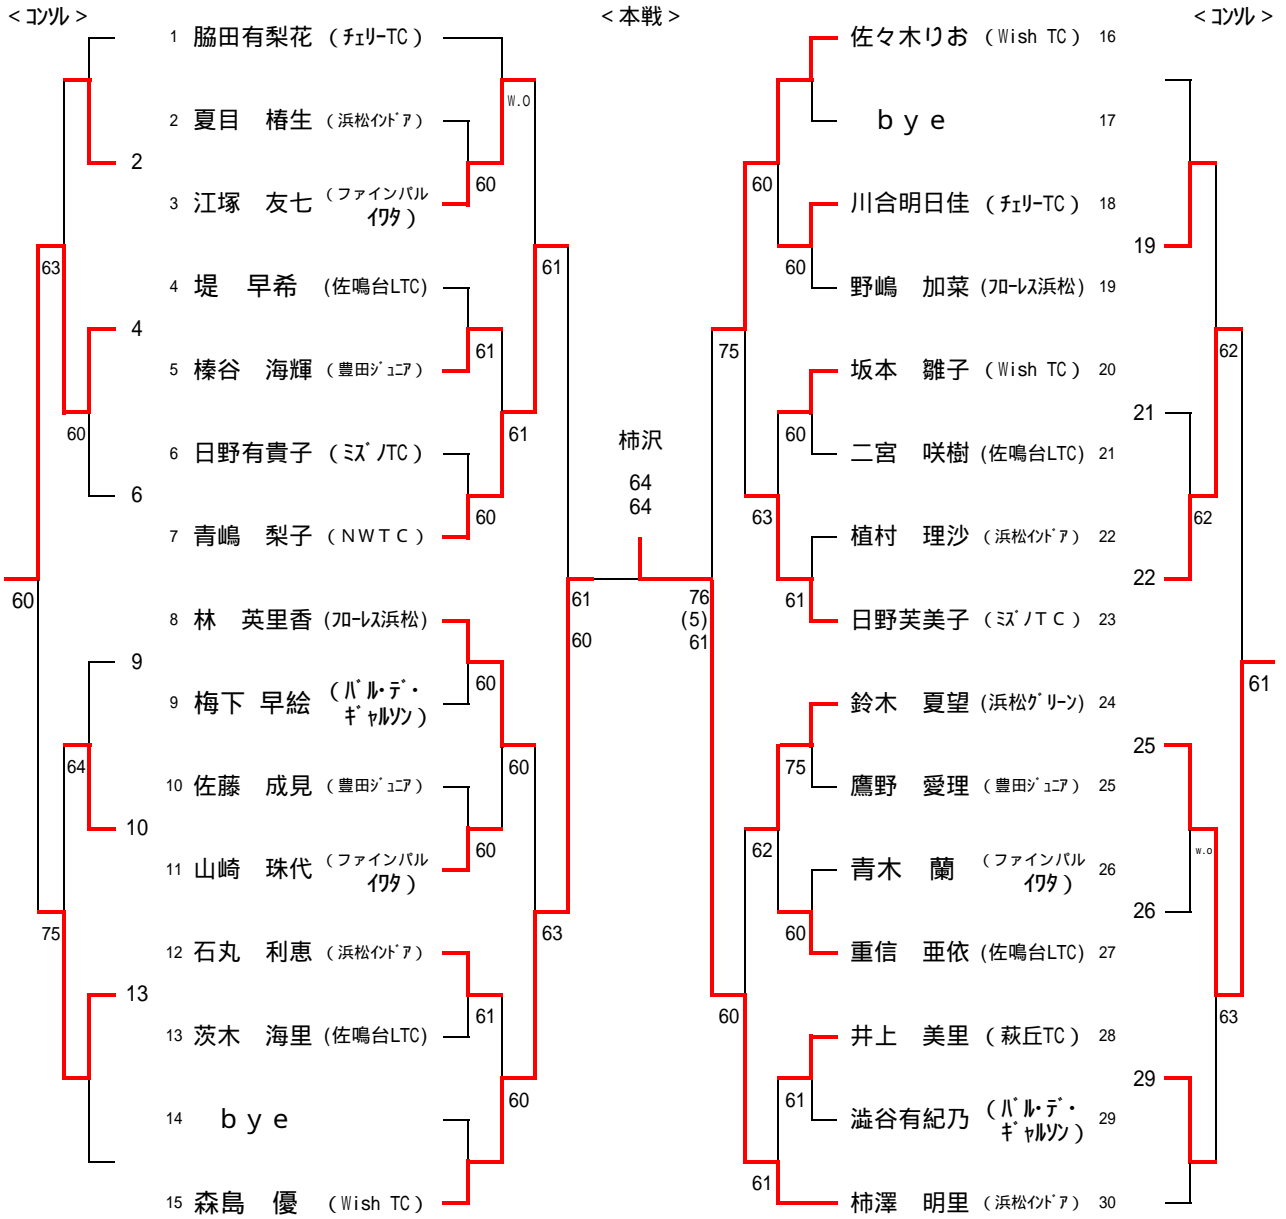 < ｺﾝｿﾙ >
< 本戦 >
< ｺﾝｿﾙ >
1 脇田有梨花 ( ﾁｪﾘｰTC )
2 夏目　椿生 ( 浜松ｲﾝﾄﾞｱ )
3 江塚　友七 ( ファインパル
ｲﾜﾀ )
4 堤　早希 (佐鳴台LTC)
5 榛谷　海輝 ( 豊田ｼﾞｭﾆｱ )
6 日野有貴子 ( ﾐｽﾞﾉTC )
7 青嶋　梨子 ( ＮＷＴＣ )
8 林　英里香 (ﾌﾛｰﾚｽ浜松)
9 梅下　早絵 ( ﾊﾞﾙ･ﾃﾞ･
ｷﾞｬﾙｿﾝ )
10 佐藤　成見 ( 豊田ｼﾞｭﾆｱ )
11 山崎　珠代 ( ファインパル
ｲﾜﾀ )
12 石丸　利恵 ( 浜松ｲﾝﾄﾞｱ )
13 茨木　海里 (佐鳴台LTC)
14 ｂｙｅ
15 森島　優 ( Wish TC )
佐々木りお ( Wish TC ) 16
ｂｙｅ 17
川合明日佳 ( ﾁｪﾘｰTC ) 18
野嶋　加菜 (ﾌﾛｰﾚｽ浜松) 19
坂本　雛子 ( Wish TC ) 20
二宮　咲樹 (佐鳴台LTC) 21
植村　理沙 ( 浜松ｲﾝﾄﾞｱ ) 22
日野芙美子 ( ﾐｽﾞﾉＴＣ ) 23
鈴木　夏望 (浜松ｸﾞﾘｰﾝ) 24
鷹野　愛理 ( 豊田ｼﾞｭﾆｱ ) 25
青木　蘭 ( ファインパル
ｲﾜﾀ ) 26
重信　亜依 (佐鳴台LTC) 27
井上　美里 ( 萩丘TC ) 28
澁谷有紀乃 ( ﾊﾞﾙ･ﾃﾞ･
ｷﾞｬﾙｿﾝ ) 29
柿澤　明里 ( 浜松ｲﾝﾄﾞｱ ) 30
2
63
4
60
6
60
9
64
10
75
13
W.O
60
61
61
61
60
61
60
60
60
60
63
61
60
柿沢
64
64
76
(5)
61
60
60
75
60
63
61
75
62
60
60
61
61
19
62
21
62
22
61
25
w.o
26
63
29